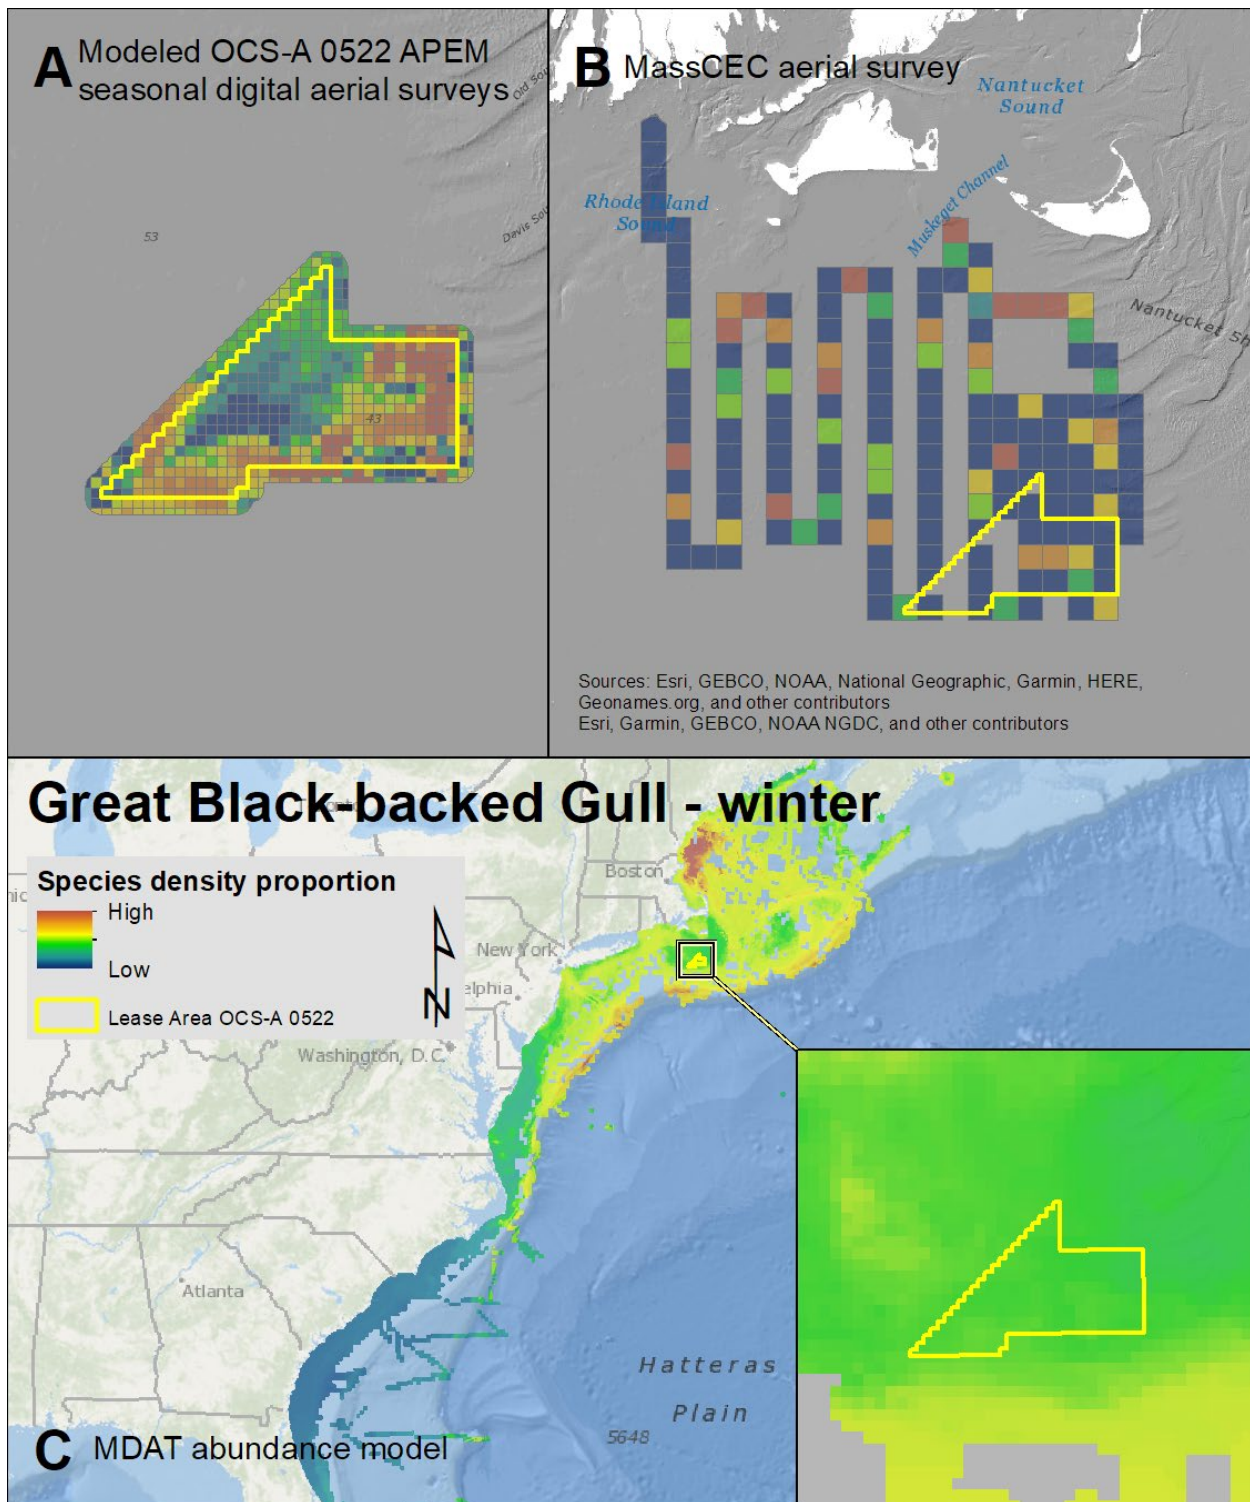 A Modeled OCS-A 0522 APEM
seasonal digital aerial surveys
Davis Sou
53
43
B MassCEC aerial survey
Nantucket
Sound
Rhode Island
Sound
Muskeget Channel
Nantucket Sh
Sources: Esri, GEBCO, NOAA, National Geographic, Garmin, HERE,
Geonames.org, and other contributors
Esri, Garmin, GEBCO, NOAA NGDC, and other contributors
Great Black-backed Gull - winter
Species density proportion
High
Low
Lease Area OCS-A 0522
N
Boston
New York
elphia
Washington, D.C.
Atlanta
Hatteras
Plain
5648
C MDAT abundance model